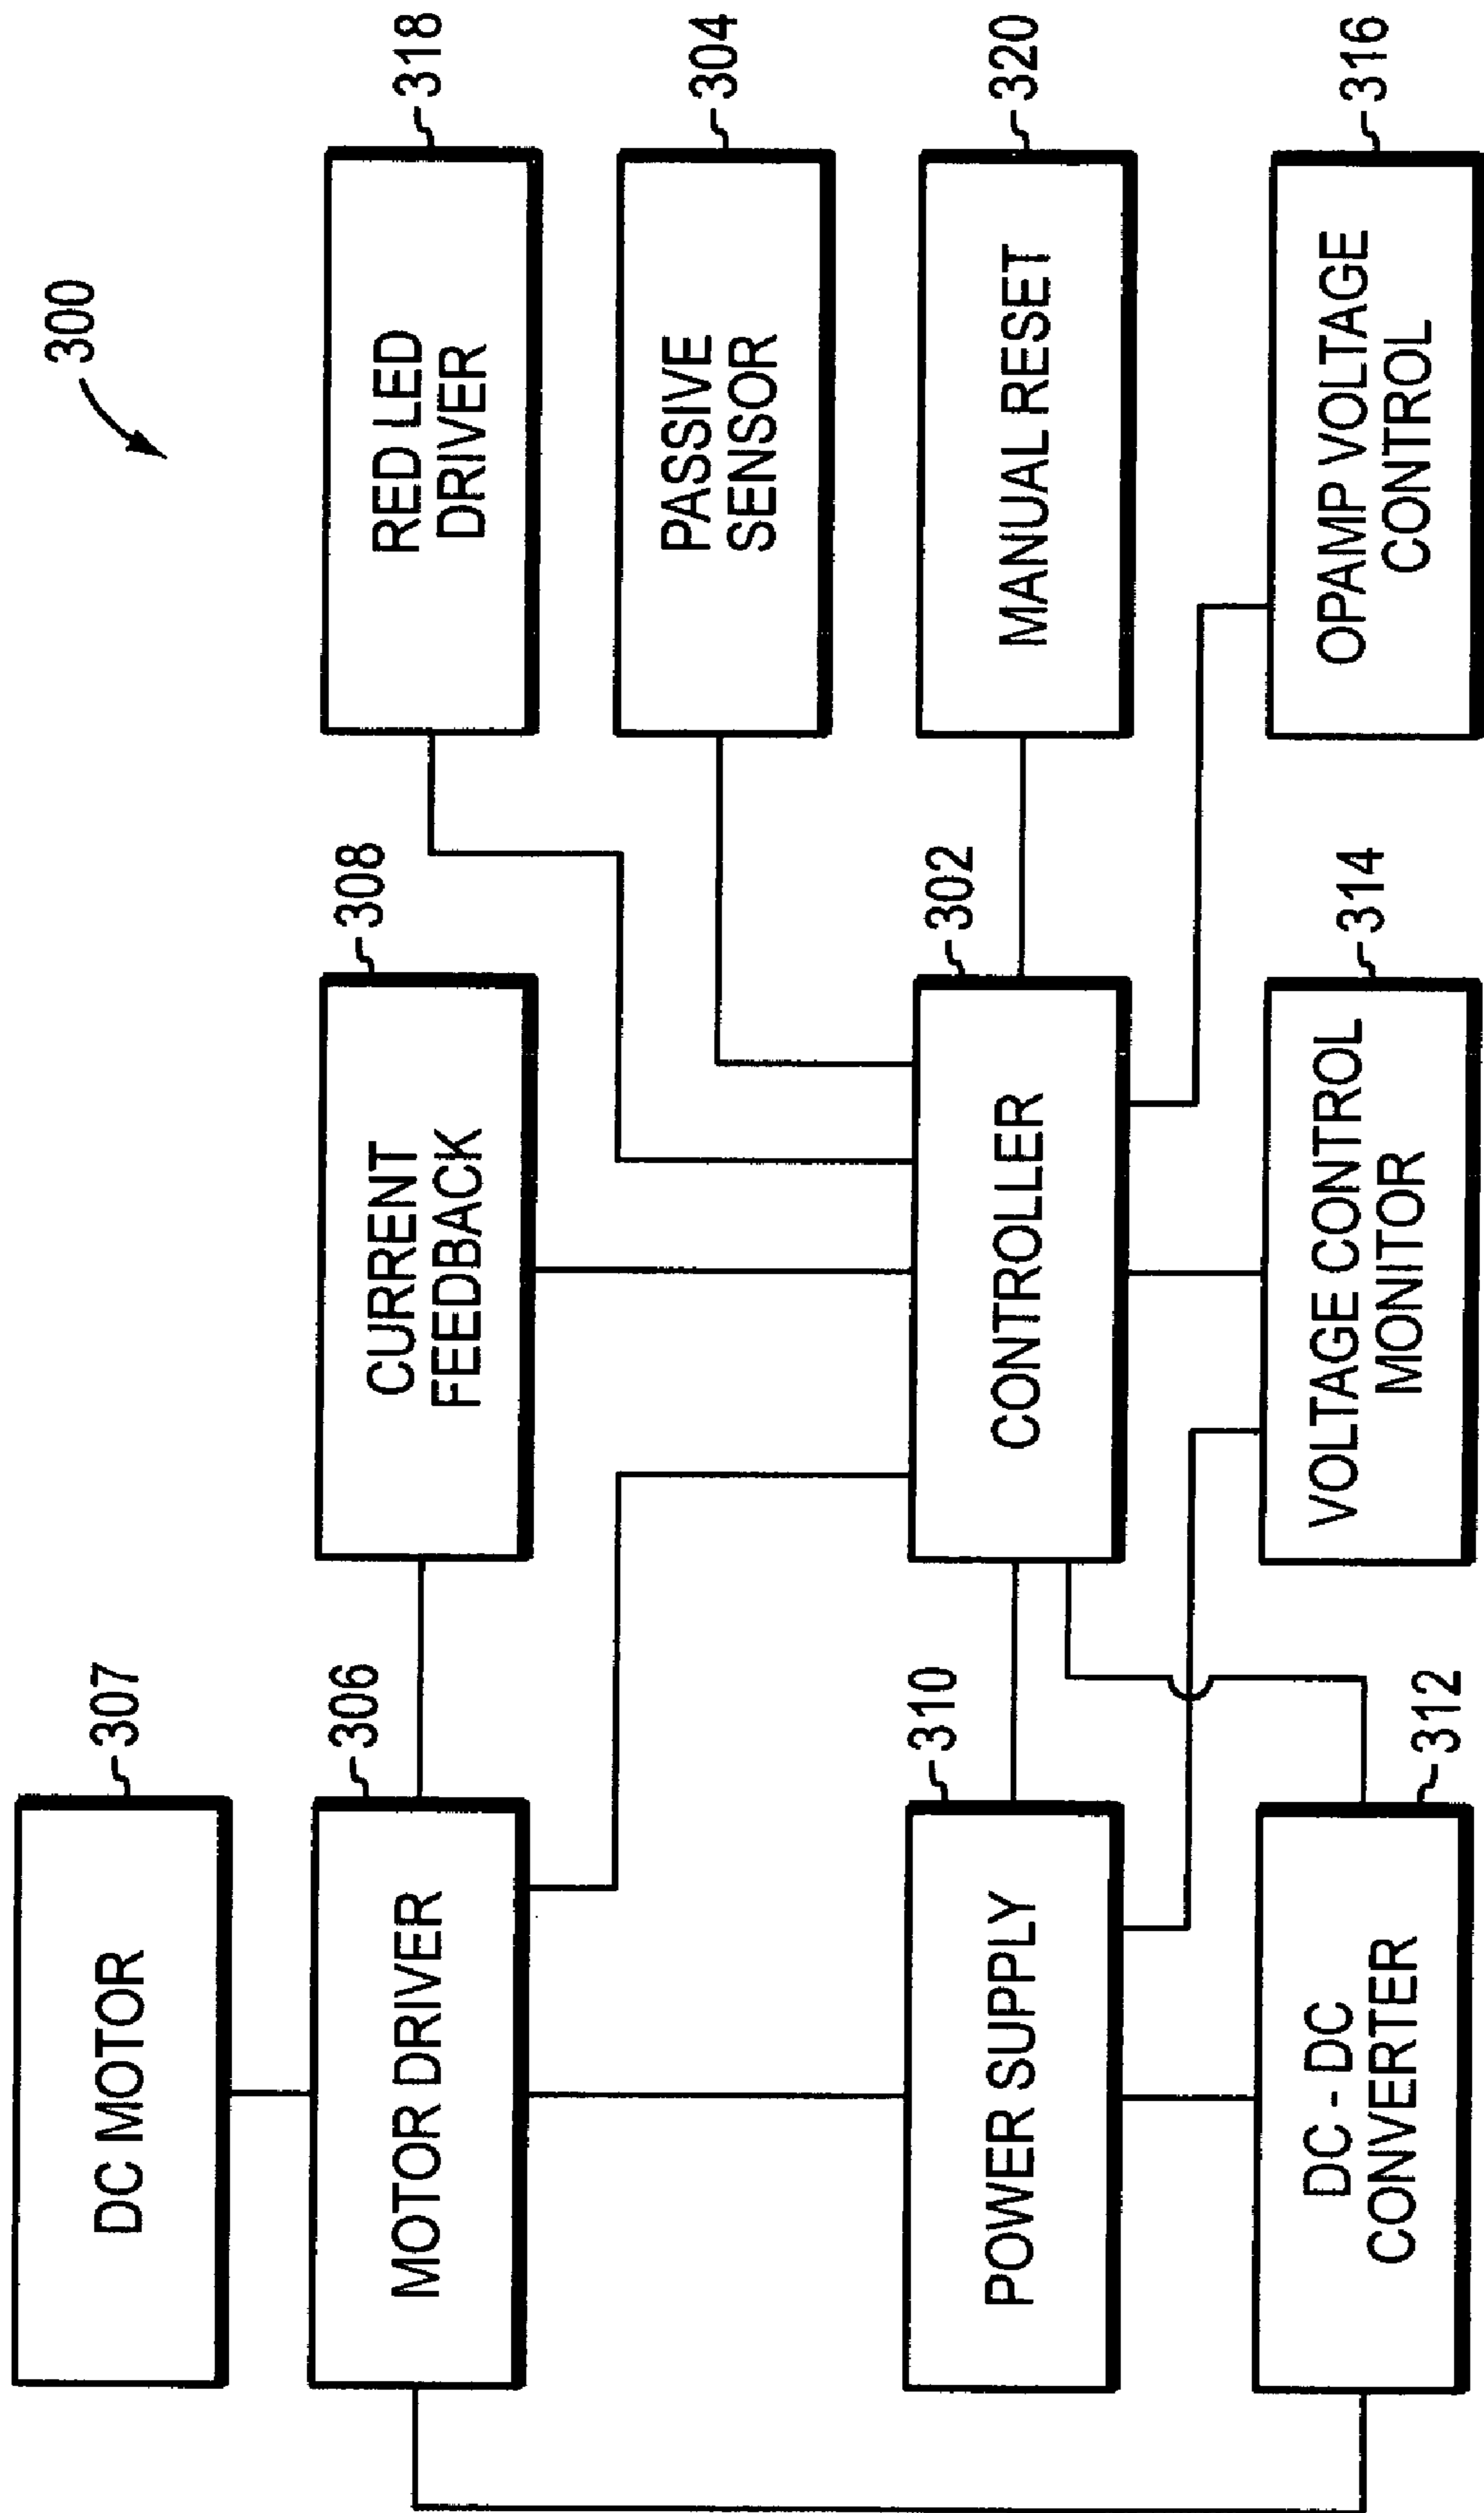 300
DC MOTOR
307
MOTOR DRIVER
306
CURRENT
FEEDBACK
308
RED LED
DRIVER
318
PASSIVE
SENSOR
304
POWER SUPPLY
310
CONTROLLER
302
MANUAL RESET
320
DC - DC
CONVERTER
312
VOLTAGE CONTROL
MONITOR
314
OPAMP VOLTAGE
CONTROL
316